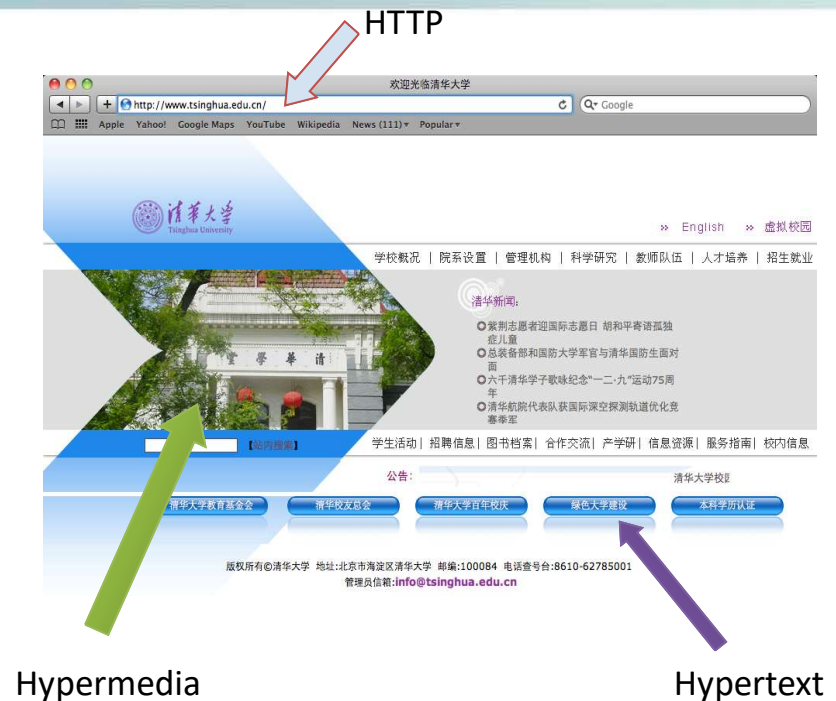 HTTP
欢迎光临清华大学
http://www.tsinghua.edu.cn/
Google
Apple Yahoo! Google Maps YouTube Wikipedia News (111) Popular
清华大学
Tsinghua University
» English » 虚拟校园
学校概况 | 院系设置 | 管理机构 | 科学研究 | 教师队伍 | 人才培养 | 招生就业
清华新闻:
紫荆志愿者迎国际志愿日 胡和平寄语孤独
症儿童
总装备部和国防大学军官与清华国防生面对
面
六千清华学子歌咏纪念“一二·九”运动75周
年
清华航院代表队获国际深空探测轨道优化竞
赛季军
堂 學 華 清
【站内搜索】
学生活动| 招聘信息| 图书档案| 合作交流| 产学研| 信息资源| 服务指南| 校内信息
公告:
清华大学校
清华大学教育基金会 清华校友总会 清华大学百年校庆 绿色大学建设 本科学历认证
版权所有©清华大学 地址:北京市海淀区清华大学 邮编:100084 电话查号台:8610-62785001
管理员信箱:info@tsinghua.edu.cn
Hypermedia
Hypertext